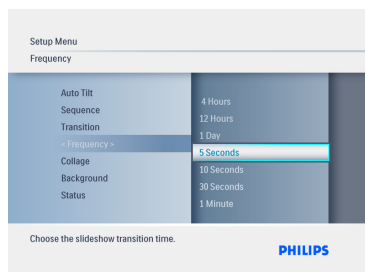 Setup Menu
Frequency
Auto Tilt
Sequence
Transition
< Frequency >
Collage
Background
Status
4 Hours
12 Hours
1 Day
5 Seconds
10 Seconds
30 Seconds
1 Minute
Choose the slideshow transition time.
PHILIPS